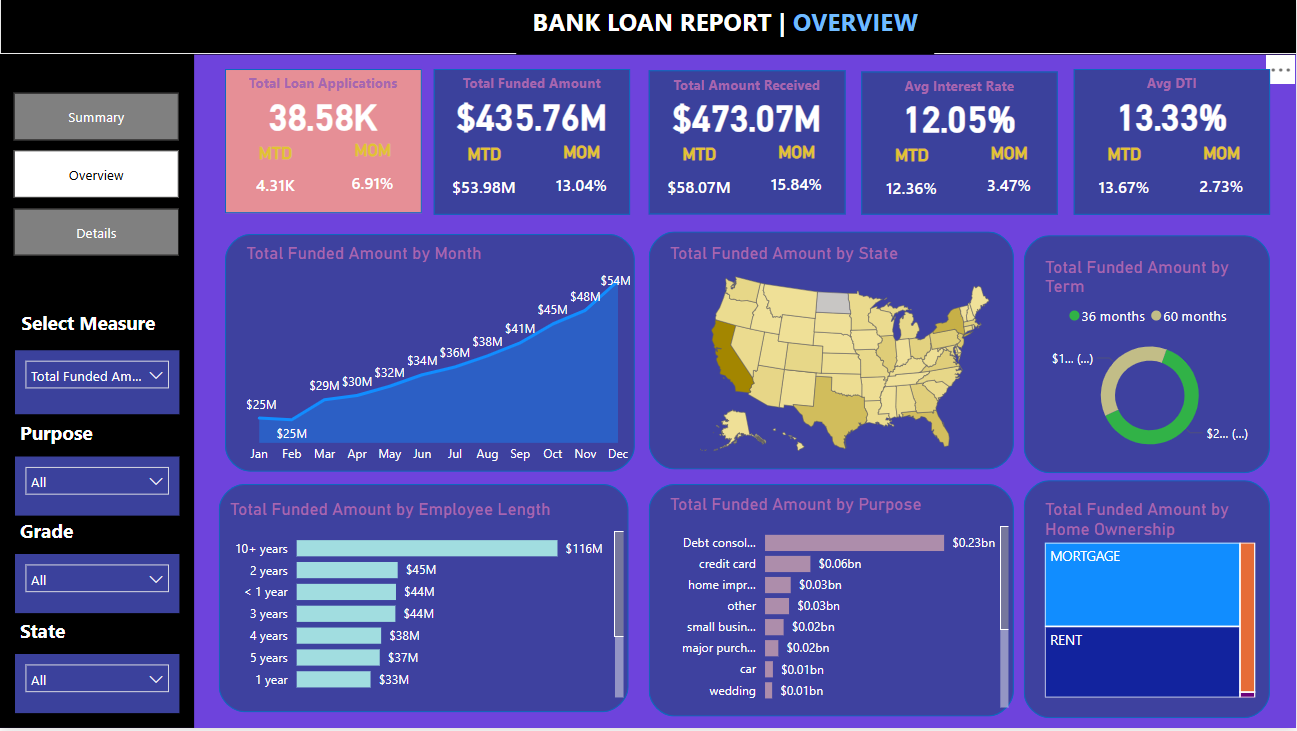 BANK LOAN REPORT | OVERVIEW
Summary
Overview
Details
Select Measure
Total Funded Am...
Purpose
All
Grade
All
State
All
Total Loan Applications
38.58K
MTD MOM
4.31K 6.91%
Total Funded Amount
$435.76M
MTD MOM
$53.98M 13.04%
Total Amount Received
$473.07M
MTD MOM
$58.07M 15.84%
Avg Interest Rate
12.05%
MTD MOM
12.36% 3.47%
Avg DTI
13.33%
MTD MOM
13.67% 2.73%
Total Funded Amount by Month
$25M $25M $29M $30M $32M $34M $36M $38M $41M $45M $48M $54M
Jan Feb Mar Apr May Jun Jul Aug Sep Oct Nov Dec
Total Funded Amount by State
Total Funded Amount by
Term
36 months 60 months
$1... (...)
$2... (...)
Total Funded Amount by Employee Length
10+ years $116M
2 years $45M
< 1 year $44M
3 years $44M
4 years $38M
5 years $37M
1 year $33M
Total Funded Amount by Purpose
Debt consol... $0.23bn
credit card $0.06bn
home impr... $0.03bn
other $0.03bn
small busin... $0.02bn
major purch... $0.02bn
car $0.01bn
wedding $0.01bn
Total Funded Amount by
Home Ownership
MORTGAGE
RENT